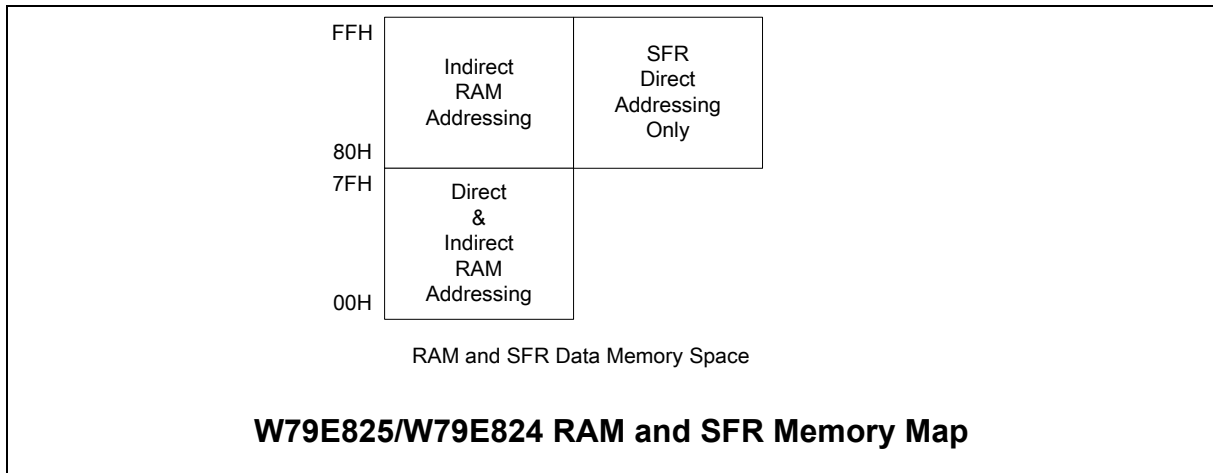 FFH
Indirect
RAM
Addressing
SFR
Direct
Addressing
Only
80H
7FH
Direct
&
Indirect
RAM
Addressing
00H
RAM and SFR Data Memory Space
W79E825/W79E824 RAM and SFR Memory Map